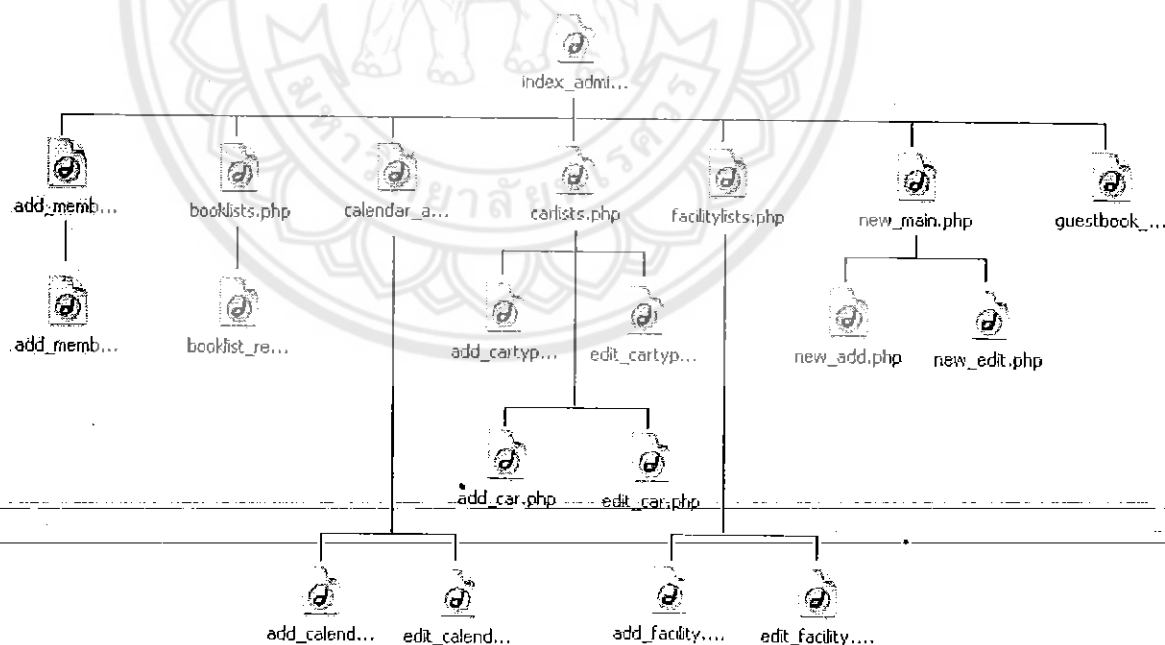 index_admi...
add_memb...
booklists.php
calendar_a...
carlists.php
facilitylists.php
new_main.php
guestbook_...
add_memb...
booklist_re...
add_cartyp...
edit_cartyp...
new_add.php
new_edit.php
add_car.php
edit_car.php
add_calend...
edit_calend...
add_facility....
edit_facility....